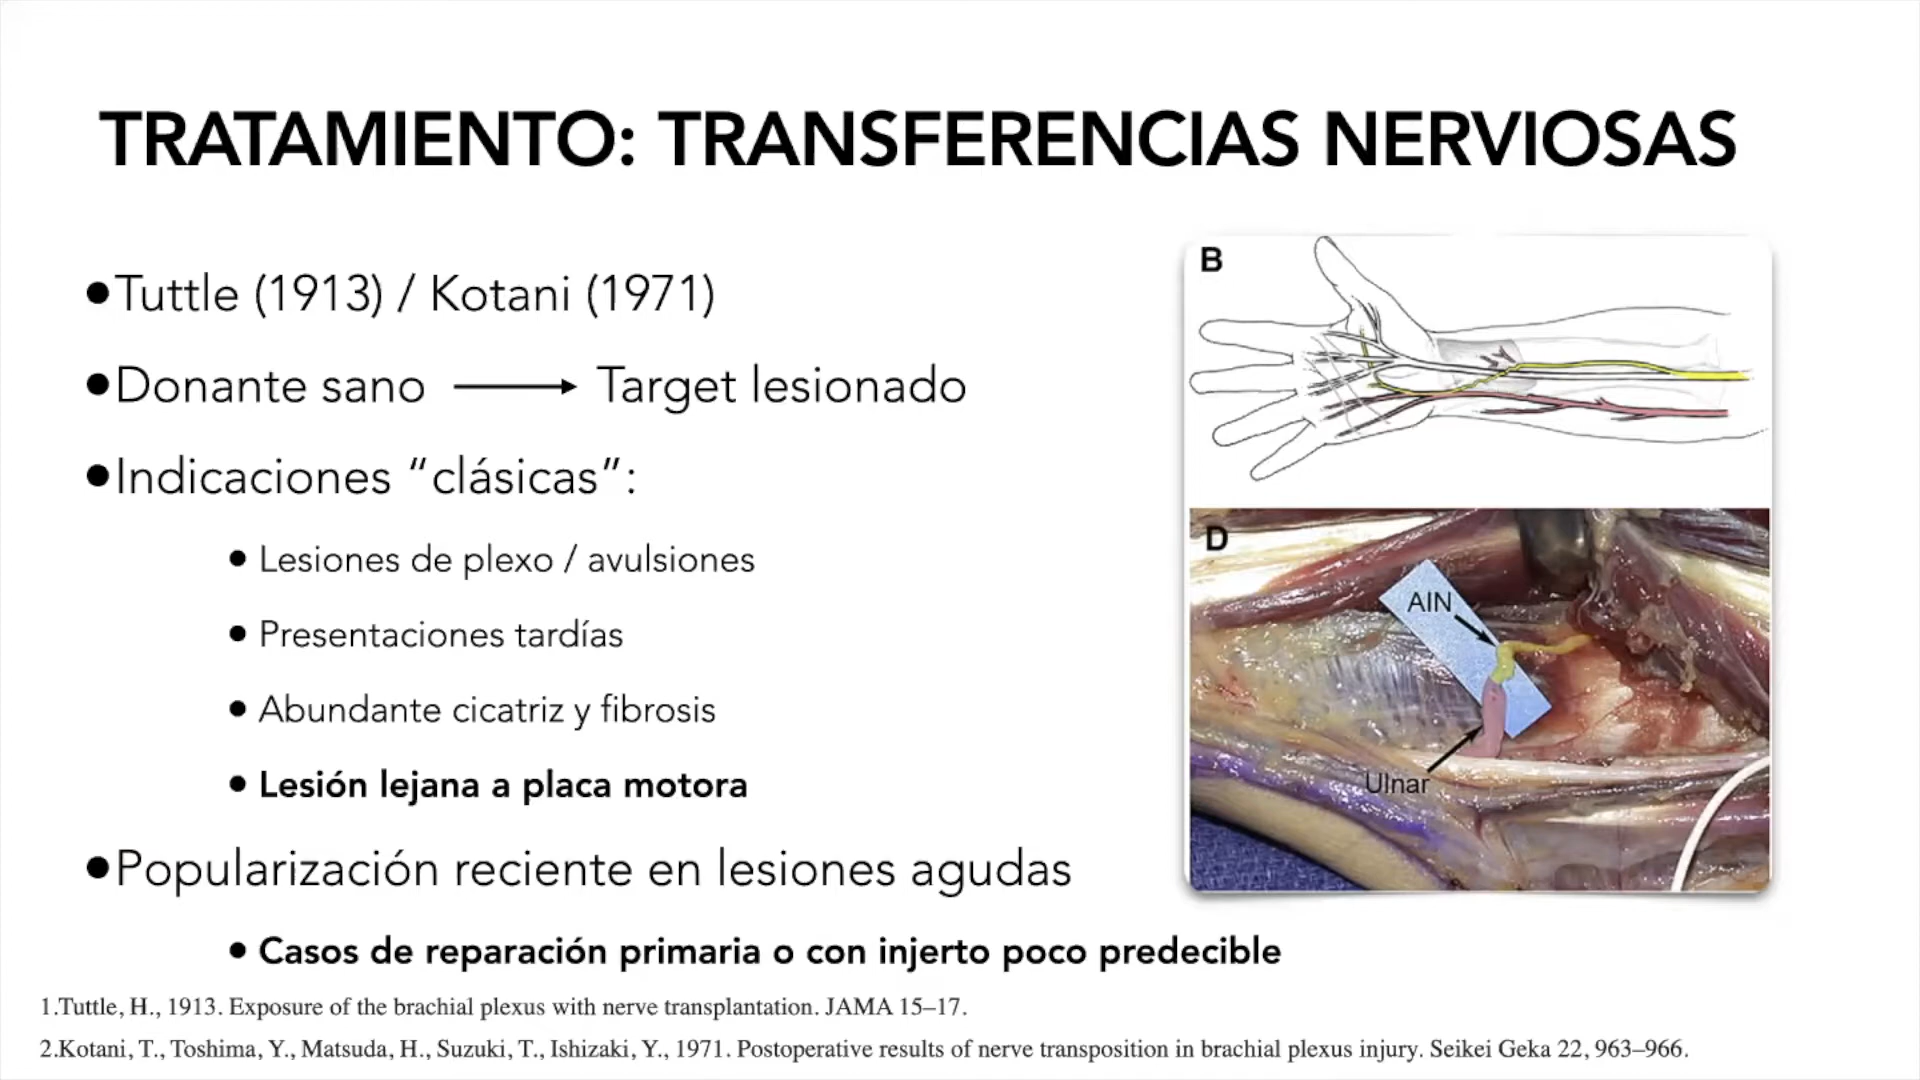 TRATAMIENTO: TRANSFERENCIAS NERVIOSAS
•Tuttle (1913) / Kotani (1971)
•Donante sano ⟶ Target lesionado
•Indicaciones “clásicas”:
• Lesiones de plexo / avulsiones
• Presentaciones tardías
• Abundante cicatriz y fibrosis
• Lesión lejana a placa motora
•Popularización reciente en lesiones agudas
• Casos de reparación primaria o con injerto poco predecible
B
D
AIN
Ulnar
1.Tuttle, H., 1913. Exposure of the brachial plexus with nerve transplantation. JAMA 15–17.
2.Kotani, T., Toshima, Y., Matsuda, H., Suzuki, T., Ishizaki, Y., 1971. Postoperative results of nerve transposition in brachial plexus injury. Seikei Geka 22, 963–966.